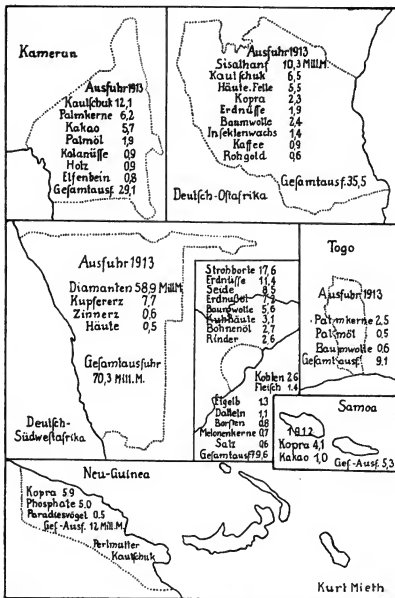 Kamerun
Ausfuhr 1913
Kautschuk 12,1
Palmkerne 6,2
Kakao 5,7
Palmöl 1,9
Kolanüsse 0,9
Holz 0,9
Elfenbein 0,8
Gesamtausf. 29,1
Ausfuhr 1913
Sisalhanf 10,3 Mill.M.
Kautschuk 6,5
Häute, Felle 5,5
Kopra 2,3
Erdnüsse 1,9
Baumwolle 2,4
Insektenwachs 1,4
Kaffee 0,9
Rohgold 0,6
Gesamtausf. 35,5
Deutsch-Ostafrika
Ausfuhr 1913
Diamanten 58,9 Mill.M.
Kupfererz 7,7
Zinnerz 0,6
Häute 0,5
Gesamtausfuhr
70,3 Mill. M.
Deutsch-
Südwestafrika
Strohborte 17,6
Erdnüsse 11,4
Seide 8,5
Erdnußöl 7,2
Baumwolle 5,6
Kuhhäute 3,1
Bohnenöl 2,7
Rinder 2,6
Kohlen 2,6
Fleisch 1,4
Eigelb 1,3
Datteln 1,1
Borsten 0,8
Melonenkerne 0,7
Salz 0,6
Gesamtausf. 79,6
Togo
Ausfuhr 1913
Palmkerne 2,5
Palmöl 0,5
Baumwolle 0,6
Gesamtausf. 9,1
Samoa
1912
Kopra 4,1
Kakao 1,0
Ges-Ausf. 5,3
Neu-Guinea
Kopra 5,9
Phosphate 5,0
Paradiesvögel 0,5
Ges-Ausf. 12 Mill.M.
Perlmutter
Kautschuk
Kurt Mieth